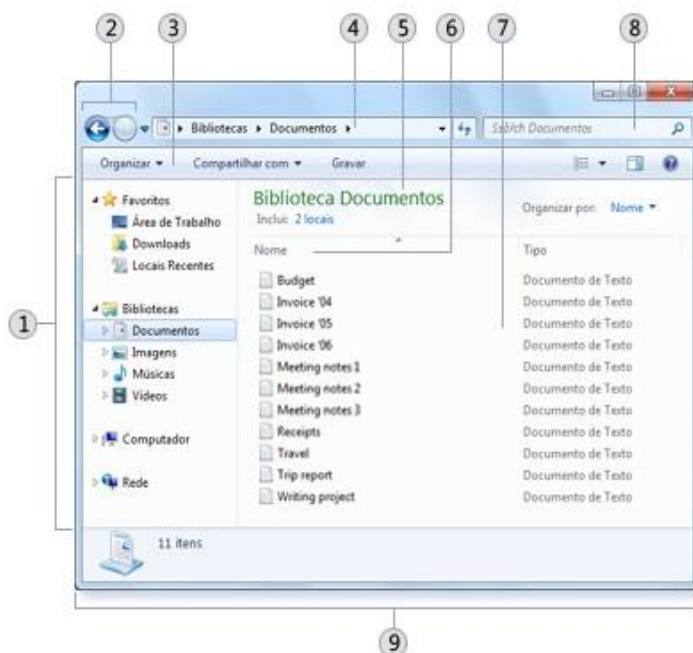 2 3 4 5 6 7 8
Bibliotecas Documentos
Documentos
Organizar Compartilhar com Gravar
1
Favoritos
Área de Trabalho
Downloads
Locais Recentes
Bibliotecas
Documentos
Imagens
Músicas
Vídeos
Computador
Rede
Biblioteca Documentos
Inclui: 2 locais
Organizar por: Nome
Nome Tipo
Budget Documento de Texto
Invoice '04 Documento de Texto
Invoice '05 Documento de Texto
Invoice '06 Documento de Texto
Meeting notes 1 Documento de Texto
Meeting notes 2 Documento de Texto
Meeting notes 3 Documento de Texto
Receipts Documento de Texto
Travel Documento de Texto
Trip report Documento de Texto
Writing project Documento de Texto
11 itens
9